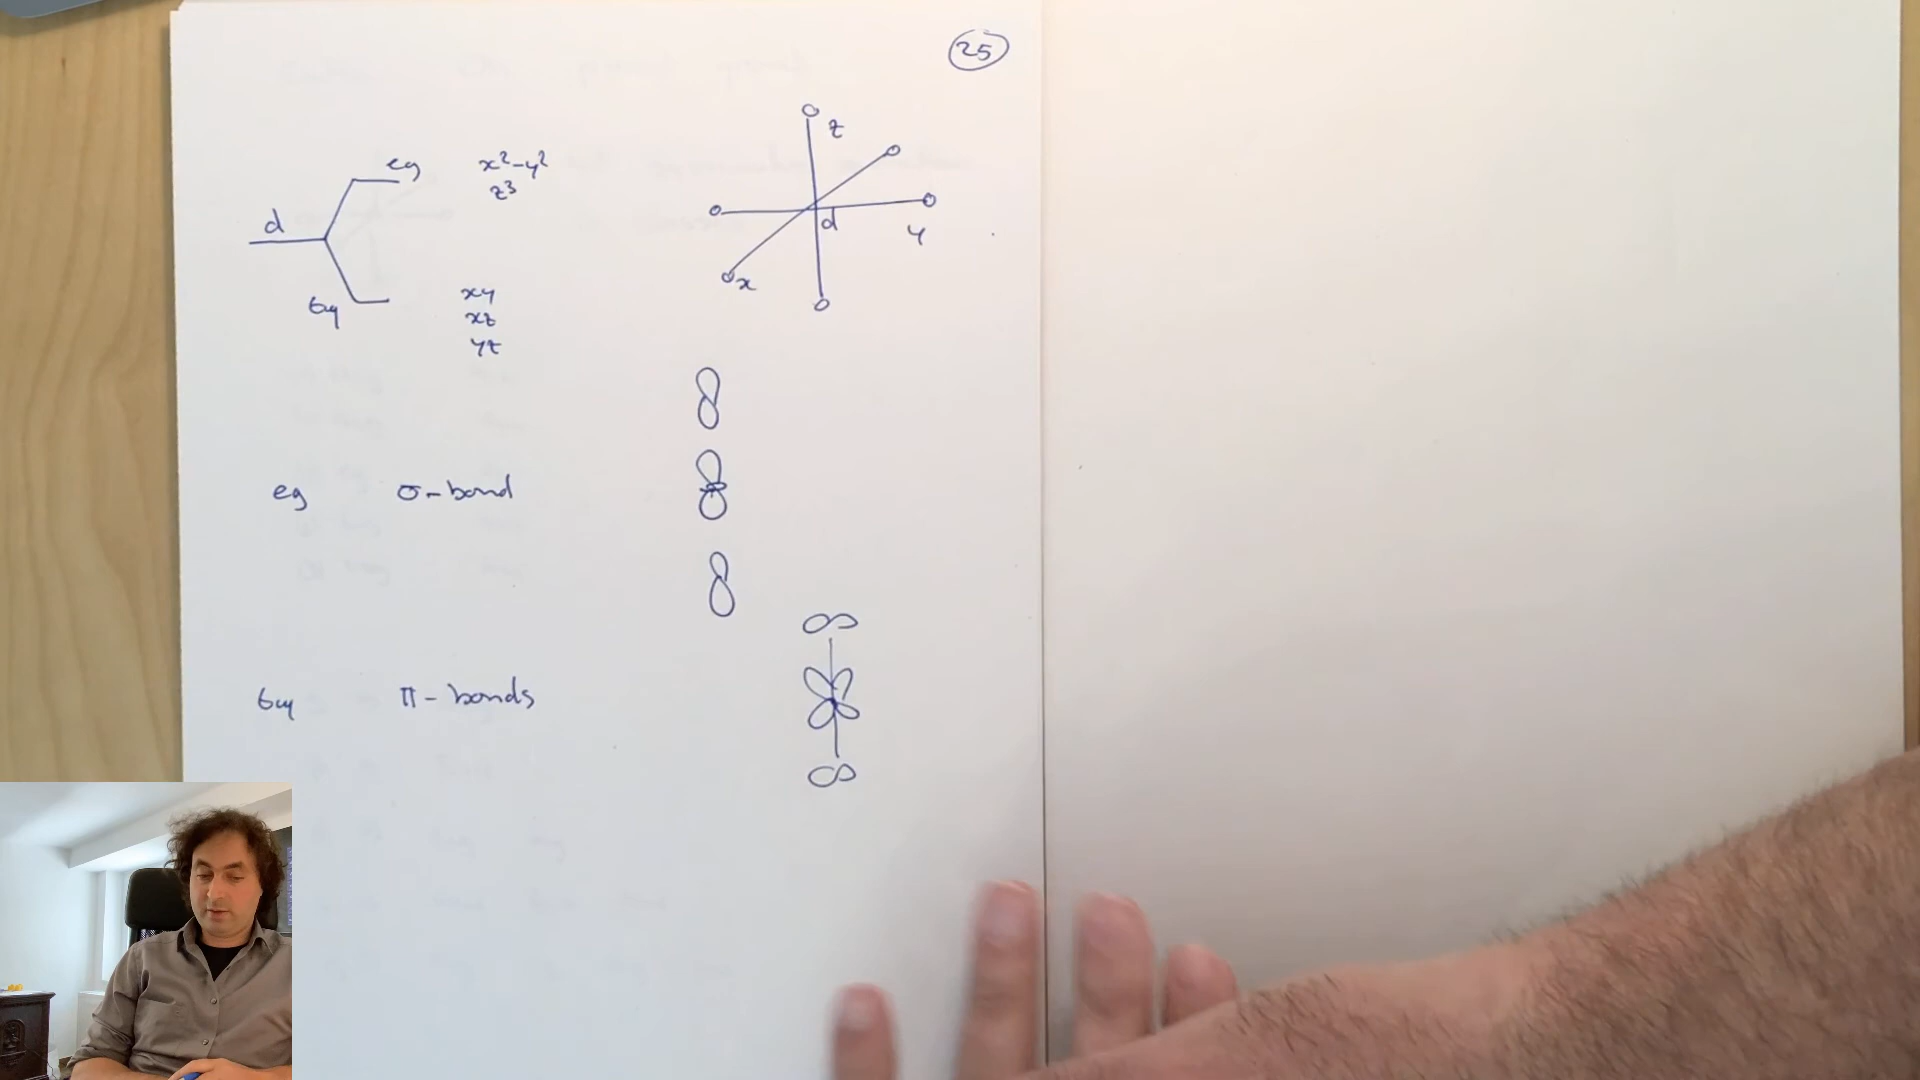 25
z
eg x²-y²
z³
d
d
y
x
t2g xy
xz
yz
eg σ-bond
t2g π-bonds